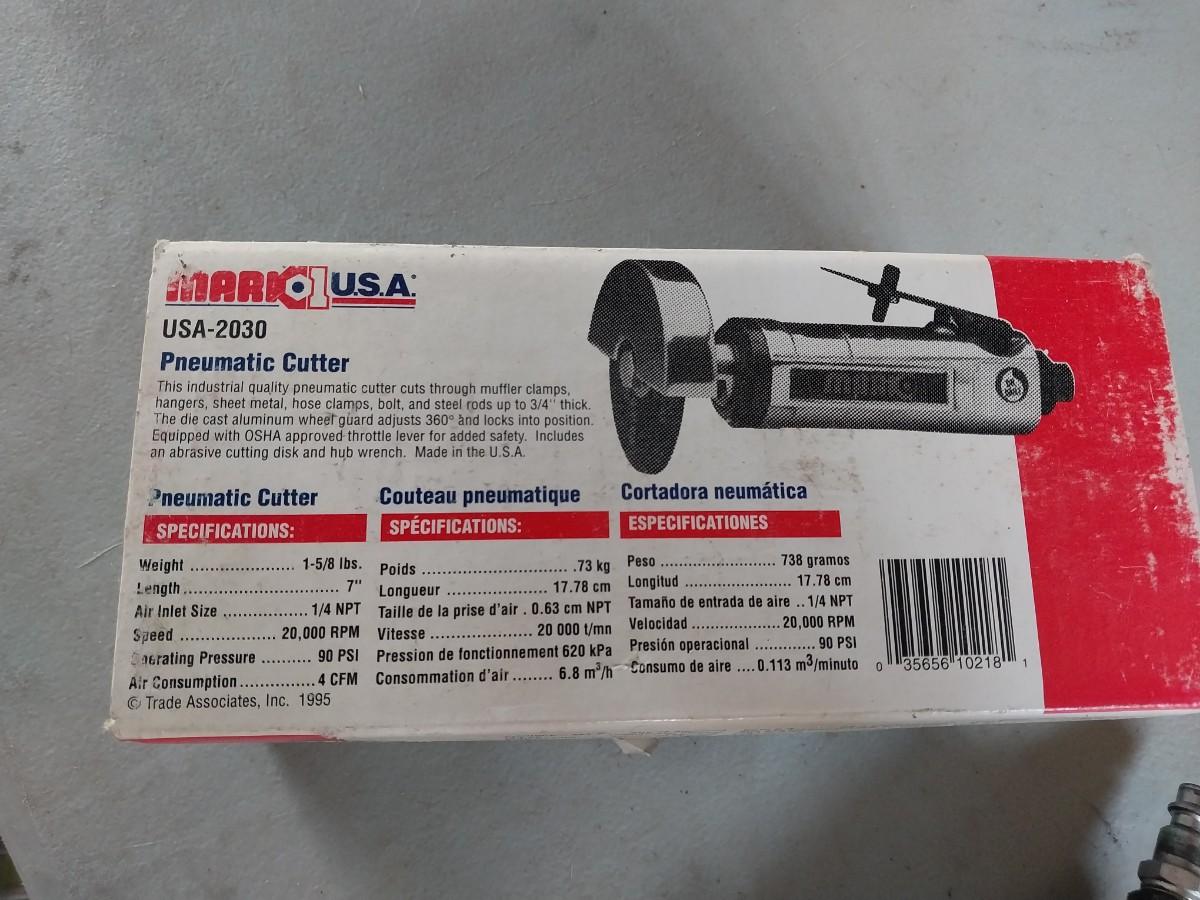 MARK 1 U.S.A.
USA-2030
Pneumatic Cutter
This industrial quality pneumatic cutter cuts through muffler clamps,
hangers, sheet metal, hose clamps, bolt, and steel rods up to 3/4'' thick.
The die cast aluminum wheel guard adjusts 360° and locks into position.
Equipped with OSHA approved throttle lever for added safety. Includes
an abrasive cutting disk and hub wrench. Made in the U.S.A.
Pneumatic Cutter
SPECIFICATIONS:
Weight .................... 1-5/8 lbs.
Length .............................. 7''
Air Inlet Size ................ 1/4 NPT
Speed .................. 20,000 RPM
Operating Pressure .......... 90 PSI
Air Consumption ............... 4 CFM
© Trade Associates, Inc. 1995
Couteau pneumatique
SPÉCIFICATIONS:
Poids ............................. .73 kg
Longueur ...................... 17.78 cm
Taille de la prise d'air . 0.63 cm NPT
Vitesse .................... 20 000 t/mn
Pression de fonctionnement 620 kPa
Consommation d'air ........ 6.8 m³/h
Cortadora neumática
ESPECIFICATIONES
Peso ....................... 738 gramos
Longitud ....................... 17.78 cm
Tamaño de entrada de aire .. 1/4 NPT
Velocidad ..................... 20,000 RPM
Presión operacional ............ 90 PSI
Consumo de aire .... 0.113 m³/minuto
0 35656 10218 1